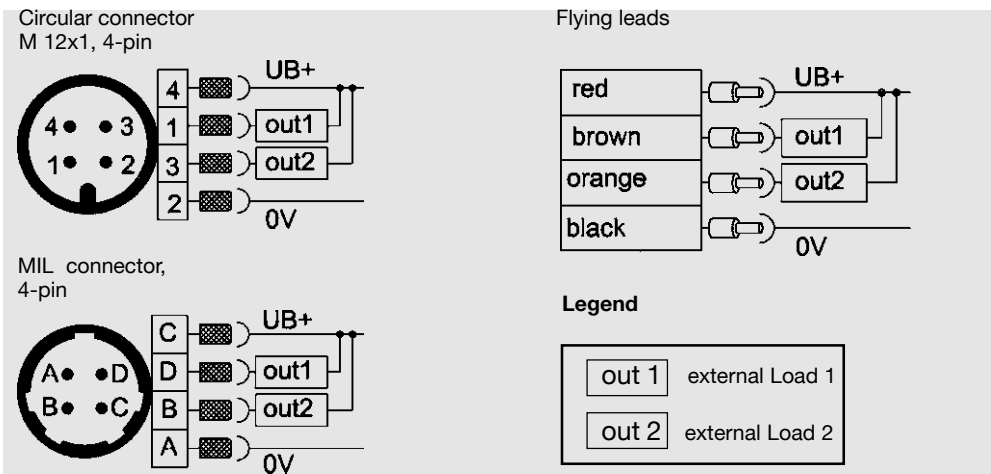 Circular connector
M 12x1, 4-pin
4 3
1 2
4 UB+
1 out1
3 out2
2 0V
MIL connector,
4-pin
A D
B C
C UB+
D out1
B out2
A 0V
Flying leads
red UB+
brown out1
orange out2
black 0V
Legend
out 1 external Load 1
out 2 external Load 2